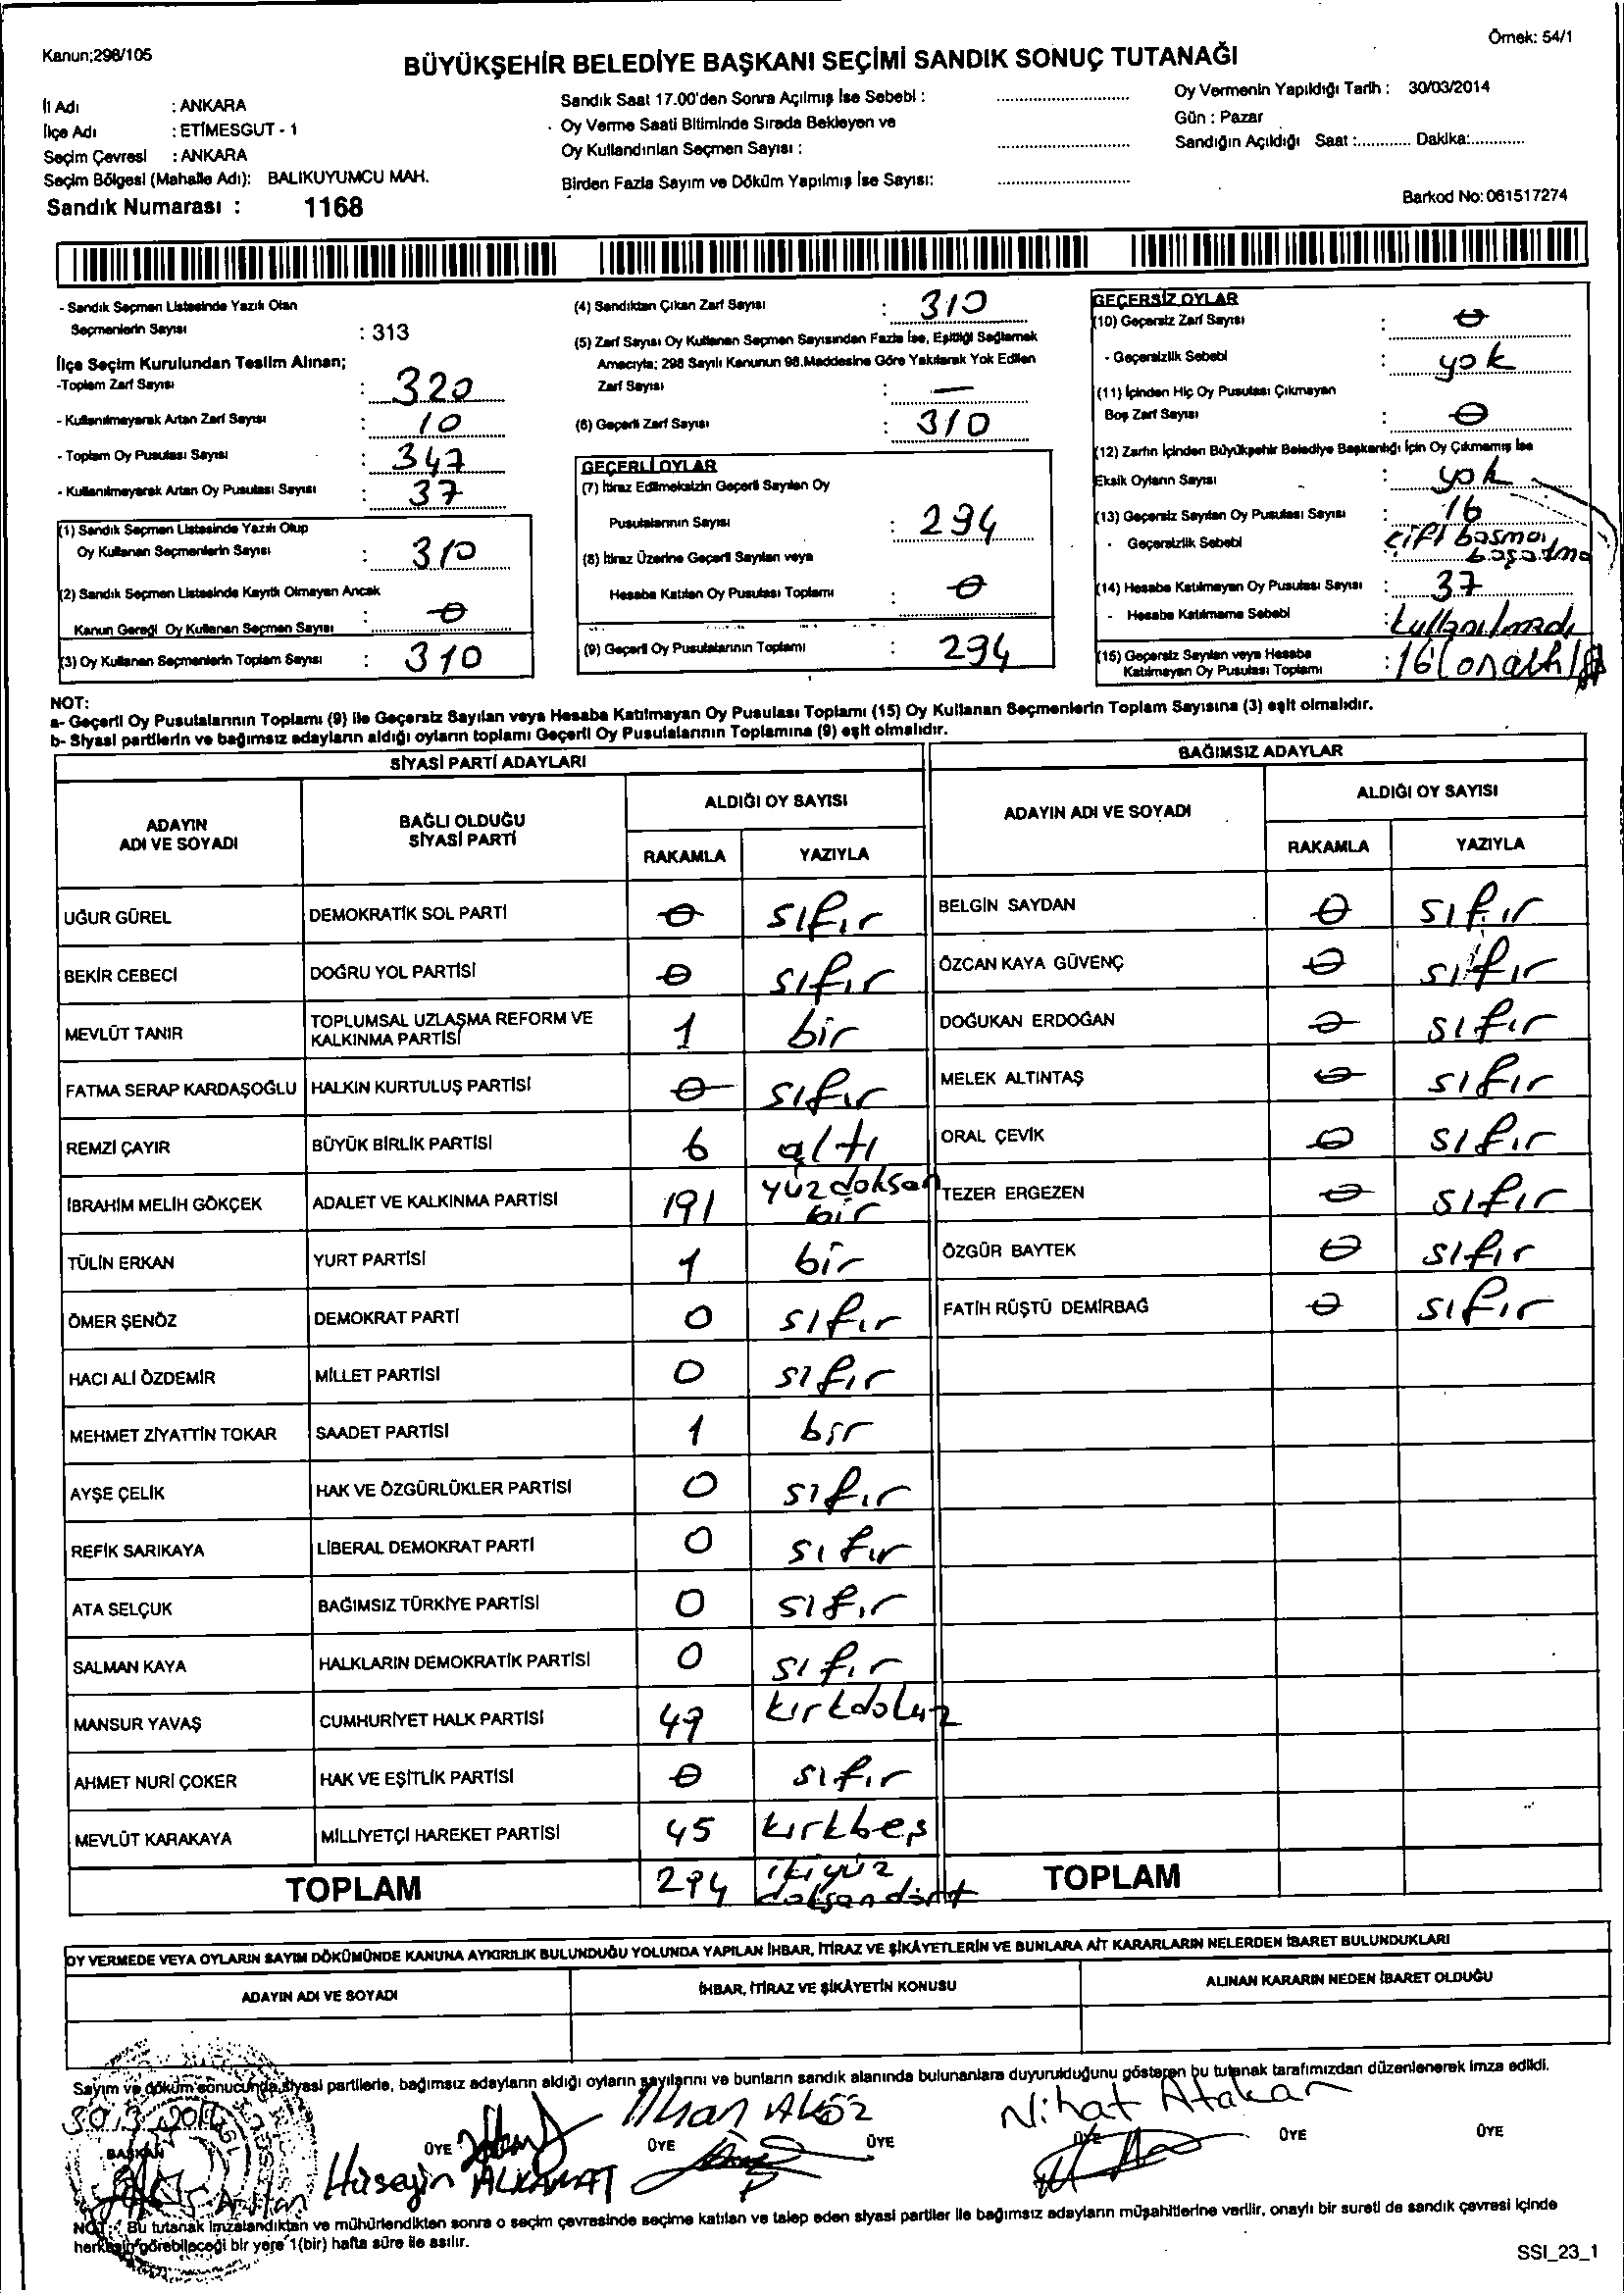 Kanun;298/105
Örnek: 54/1
BÜYÜKŞEHİR BELEDİYE BAŞKANI SEÇİMİ SANDIK SONUÇ TUTANAĞI
İl Adı : ANKARA
İlçe Adı : ETİMESGUT - 1
Seçim Çevresi : ANKARA
Seçim Bölgesi (Mahalle Adı): BALIKUYUMCU MAH.
Sandık Numarası : 1168
Sandık Saat 17.00'den Sonra Açılmış İse Sebebi :
Oy Verme Saati Bitiminde Sırada Bekleyen ve
Oy Kullandırılan Seçmen Sayısı :
Birden Fazla Sayım ve Döküm Yapılmış İse Sayısı:
Oy Vermenin Yapıldığı Tarih : 30/03/2014
Gün : Pazar
Sandığın Açıldığı Saat :............ Dakika:............
Barkod No: 061517274
- Sandık Seçmen Listesinde Yazılı Olan
Seçmenlerin Sayısı : 313
İlçe Seçim Kurulundan Teslim Alınan;
-Toplam Zarf Sayısı : 320
- Kullanılmayarak Artan Zarf Sayısı : 10
- Toplam Oy Pusulası Sayısı : 347
- Kullanılmayarak Artan Oy Pusulası Sayısı : 37
(1) Sandık Seçmen Listesinde Yazılı Olup
Oy Kullanan Seçmenlerin Sayısı : 310
(2) Sandık Seçmen Listesinde Kayıtlı Olmayan Ancak
Kanun Gereği Oy Kullanan Seçmen Sayısı : 0
(3) Oy Kullanan Seçmenlerin Toplam Sayısı : 310
(4) Sandıktan Çıkan Zarf Sayısı : 310
(5) Zarf Sayısı Oy Kullanan Seçmen Sayısından Fazla İse, Eşitliği Sağlamak
Amacıyla; 298 Sayılı Kanunun 98.Maddesine Göre Yakılarak Yok Edilen
Zarf Sayısı : —
(6) Geçerli Zarf Sayısı : 310
GEÇERLİ OYLAR
(7) İtiraz Edilmeksizin Geçerli Sayılan Oy
Pusulalarının Sayısı : 294
(8) İtiraz Üzerine Geçerli Sayılan veya
Hesaba Katılan Oy Pusulası Toplamı : 0
(9) Geçerli Oy Pusulalarının Toplamı : 294
GEÇERSİZ OYLAR
(10) Geçersiz Zarf Sayısı : 0
- Geçersizlik Sebebi : yok
(11) İçinden Hiç Oy Pusulası Çıkmayan
Boş Zarf Sayısı : 0
(12) Zarfın İçinden Büyükşehir Belediye Başkanlığı İçin Oy Çıkmamış İse
Eksik Oyların Sayısı : yok
(13) Geçersiz Sayılan Oy Pusulası Sayısı : 16
- Geçersizlik Sebebi çift basma,
(14) Hesaba Katılmayan Oy Pusulası Sayısı : 37
- Hesaba Katılmama Sebebi : kullanılmadı
(15) Geçersiz Sayılan veya Hesaba
Katılmayan Oy Pusulası Toplamı : 16 (onaltı)
NOT:
a- Geçerli Oy Pusulalarının Toplamı (9) ile Geçersiz Sayılan veya Hesaba Katılmayan Oy Pusulası Toplamı (15) Oy Kullanan Seçmenlerin Toplam Sayısına (3) eşit olmalıdır.
b- Siyasi partilerin ve bağımsız adayların aldığı oyların toplamı Geçerli Oy Pusulalarının Toplamına (9) eşit olmalıdır.
SİYASİ PARTİ ADAYLARI
BAĞIMSIZ ADAYLAR
ADAYIN ADI VE SOYADI
BAĞLI OLDUĞU SİYASİ PARTİ
ALDIĞI OY SAYISI
RAKAMLA YAZIYLA
ADAYIN ADI VE SOYADI
ALDIĞI OY SAYISI
RAKAMLA YAZIYLA
UĞUR GÜREL DEMOKRATİK SOL PARTİ 0 sıfır BELGİN SAYDAN 0 sıfır
BEKİR CEBECİ DOĞRU YOL PARTİSİ 0 sıfır ÖZCAN KAYA GÜVENÇ 0 sıfır
MEVLÜT TANIR TOPLUMSAL UZLAŞMA REFORM VE KALKINMA PARTİSİ 1 bir DOĞUKAN ERDOĞAN 0 sıfır
FATMA SERAP KARDAŞOĞLU HALKIN KURTULUŞ PARTİSİ 0 sıfır MELEK ALTINTAŞ 0 sıfır
REMZİ ÇAYIR BÜYÜK BİRLİK PARTİSİ 6 altı ORAL ÇEVİK 0 sıfır
İBRAHİM MELİH GÖKÇEK ADALET VE KALKINMA PARTİSİ 191 yüzdoksan bir TEZER ERGEZEN 0 sıfır
TÜLİN ERKAN YURT PARTİSİ 1 bir ÖZGÜR BAYTEK 0 sıfır
ÖMER ŞENÖZ DEMOKRAT PARTİ 0 sıfır FATİH RÜŞTÜ DEMİRBAĞ 0 sıfır
HACI ALİ ÖZDEMİR MİLLET PARTİSİ 0 sıfır
MEHMET ZİYATTİN TOKAR SAADET PARTİSİ 1 bir
AYŞE ÇELİK HAK VE ÖZGÜRLÜKLER PARTİSİ 0 sıfır
REFİK SARIKAYA LİBERAL DEMOKRAT PARTİ 0 sıfır
ATA SELÇUK BAĞIMSIZ TÜRKİYE PARTİSİ 0 sıfır
SALMAN KAYA HALKLARIN DEMOKRATİK PARTİSİ 0 sıfır
MANSUR YAVAŞ CUMHURİYET HALK PARTİSİ 49 kırkdokuz
AHMET NURİ ÇOKER HAK VE EŞİTLİK PARTİSİ 0 sıfır
MEVLÜT KARAKAYA MİLLİYETÇİ HAREKET PARTİSİ 45 kırkbeş
TOPLAM 294 ikiyüz doksandört TOPLAM
OY VERMEDE VEYA OYLARIN SAYIM DÖKÜMÜNDE KANUNA AYKIRILIK BULUNDUĞU YOLUNDA YAPILAN İHBAR, İTİRAZ VE ŞİKÂYETLERİN VE BUNLARA AİT KARARLARIN NELERDEN İBARET BULUNDUKLARI
ADAYIN ADI VE SOYADI İHBAR, İTİRAZ VE ŞİKÂYETİN KONUSU ALINAN KARARIN NEDEN İBARET OLDUĞU
Sayım ve döküm sonucunda,siyasi partilerle, bağımsız adayların aldığı oyların sayılarını ve bunların sandık alanında bulunanlara duyurulduğunu gösteren bu tutanak tarafımızdan düzenlenerek imza edildi.
30.3.2014 İlhan AKÖZ Nihat Atakan
BAŞKAN ÜYE ÜYE ÜYE ÜYE ÜYE ÜYE
Hüseyin ALKAMAT
NOT: Bu tutanak imzalandıktan ve mühürlendikten sonra o seçim çevresinde seçime katılan ve talep eden siyasi partiler ile bağımsız adayların müşahitlerine verilir, onaylı bir sureti de sandık çevresi içinde
herkesin görebileceği bir yere 1(bir) hafta süre ile asılır.
SSI_23_1